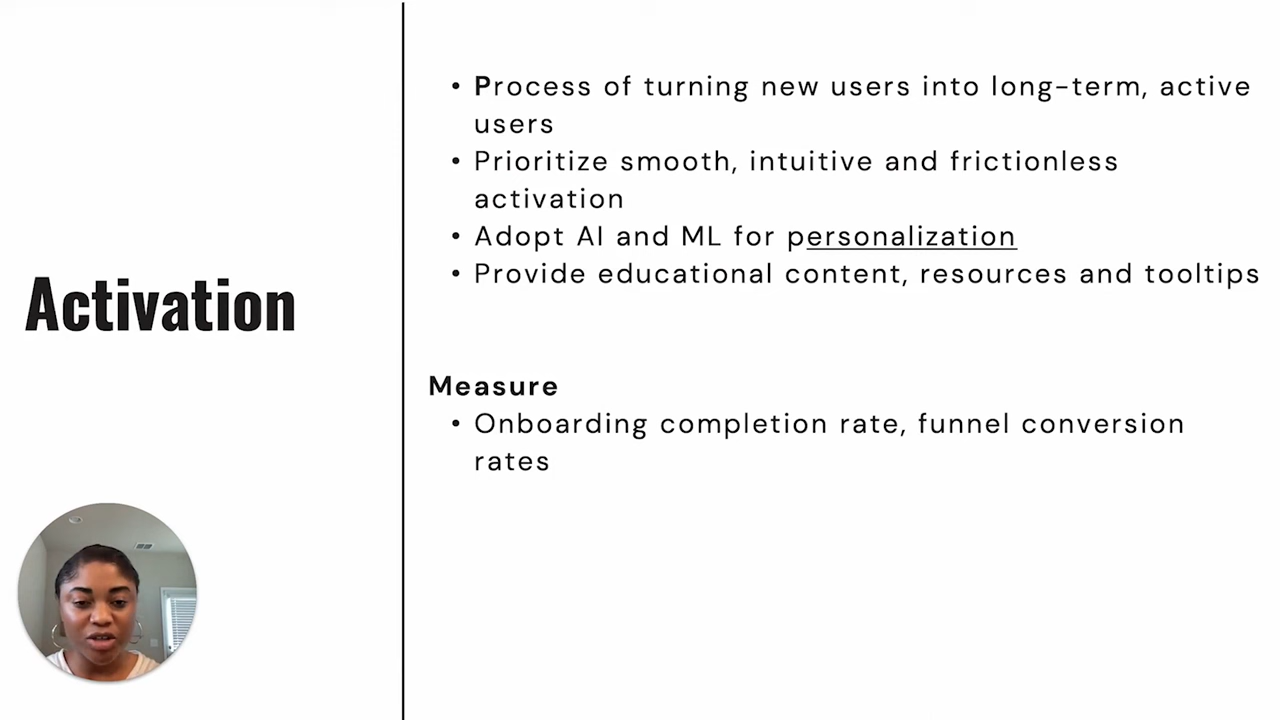 Activation
• Process of turning new users into long-term, active
users
• Prioritize smooth, intuitive and frictionless
activation
• Adopt AI and ML for personalization
• Provide educational content, resources and tooltips
Measure
• Onboarding completion rate, funnel conversion
rates